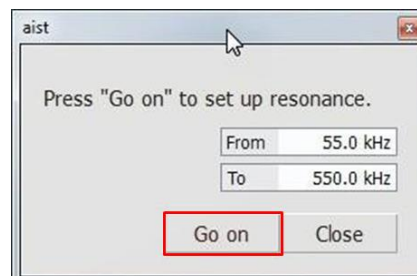 aist
Press "Go on" to set up resonance.
From 55.0 kHz
To 550.0 kHz
Go on Close